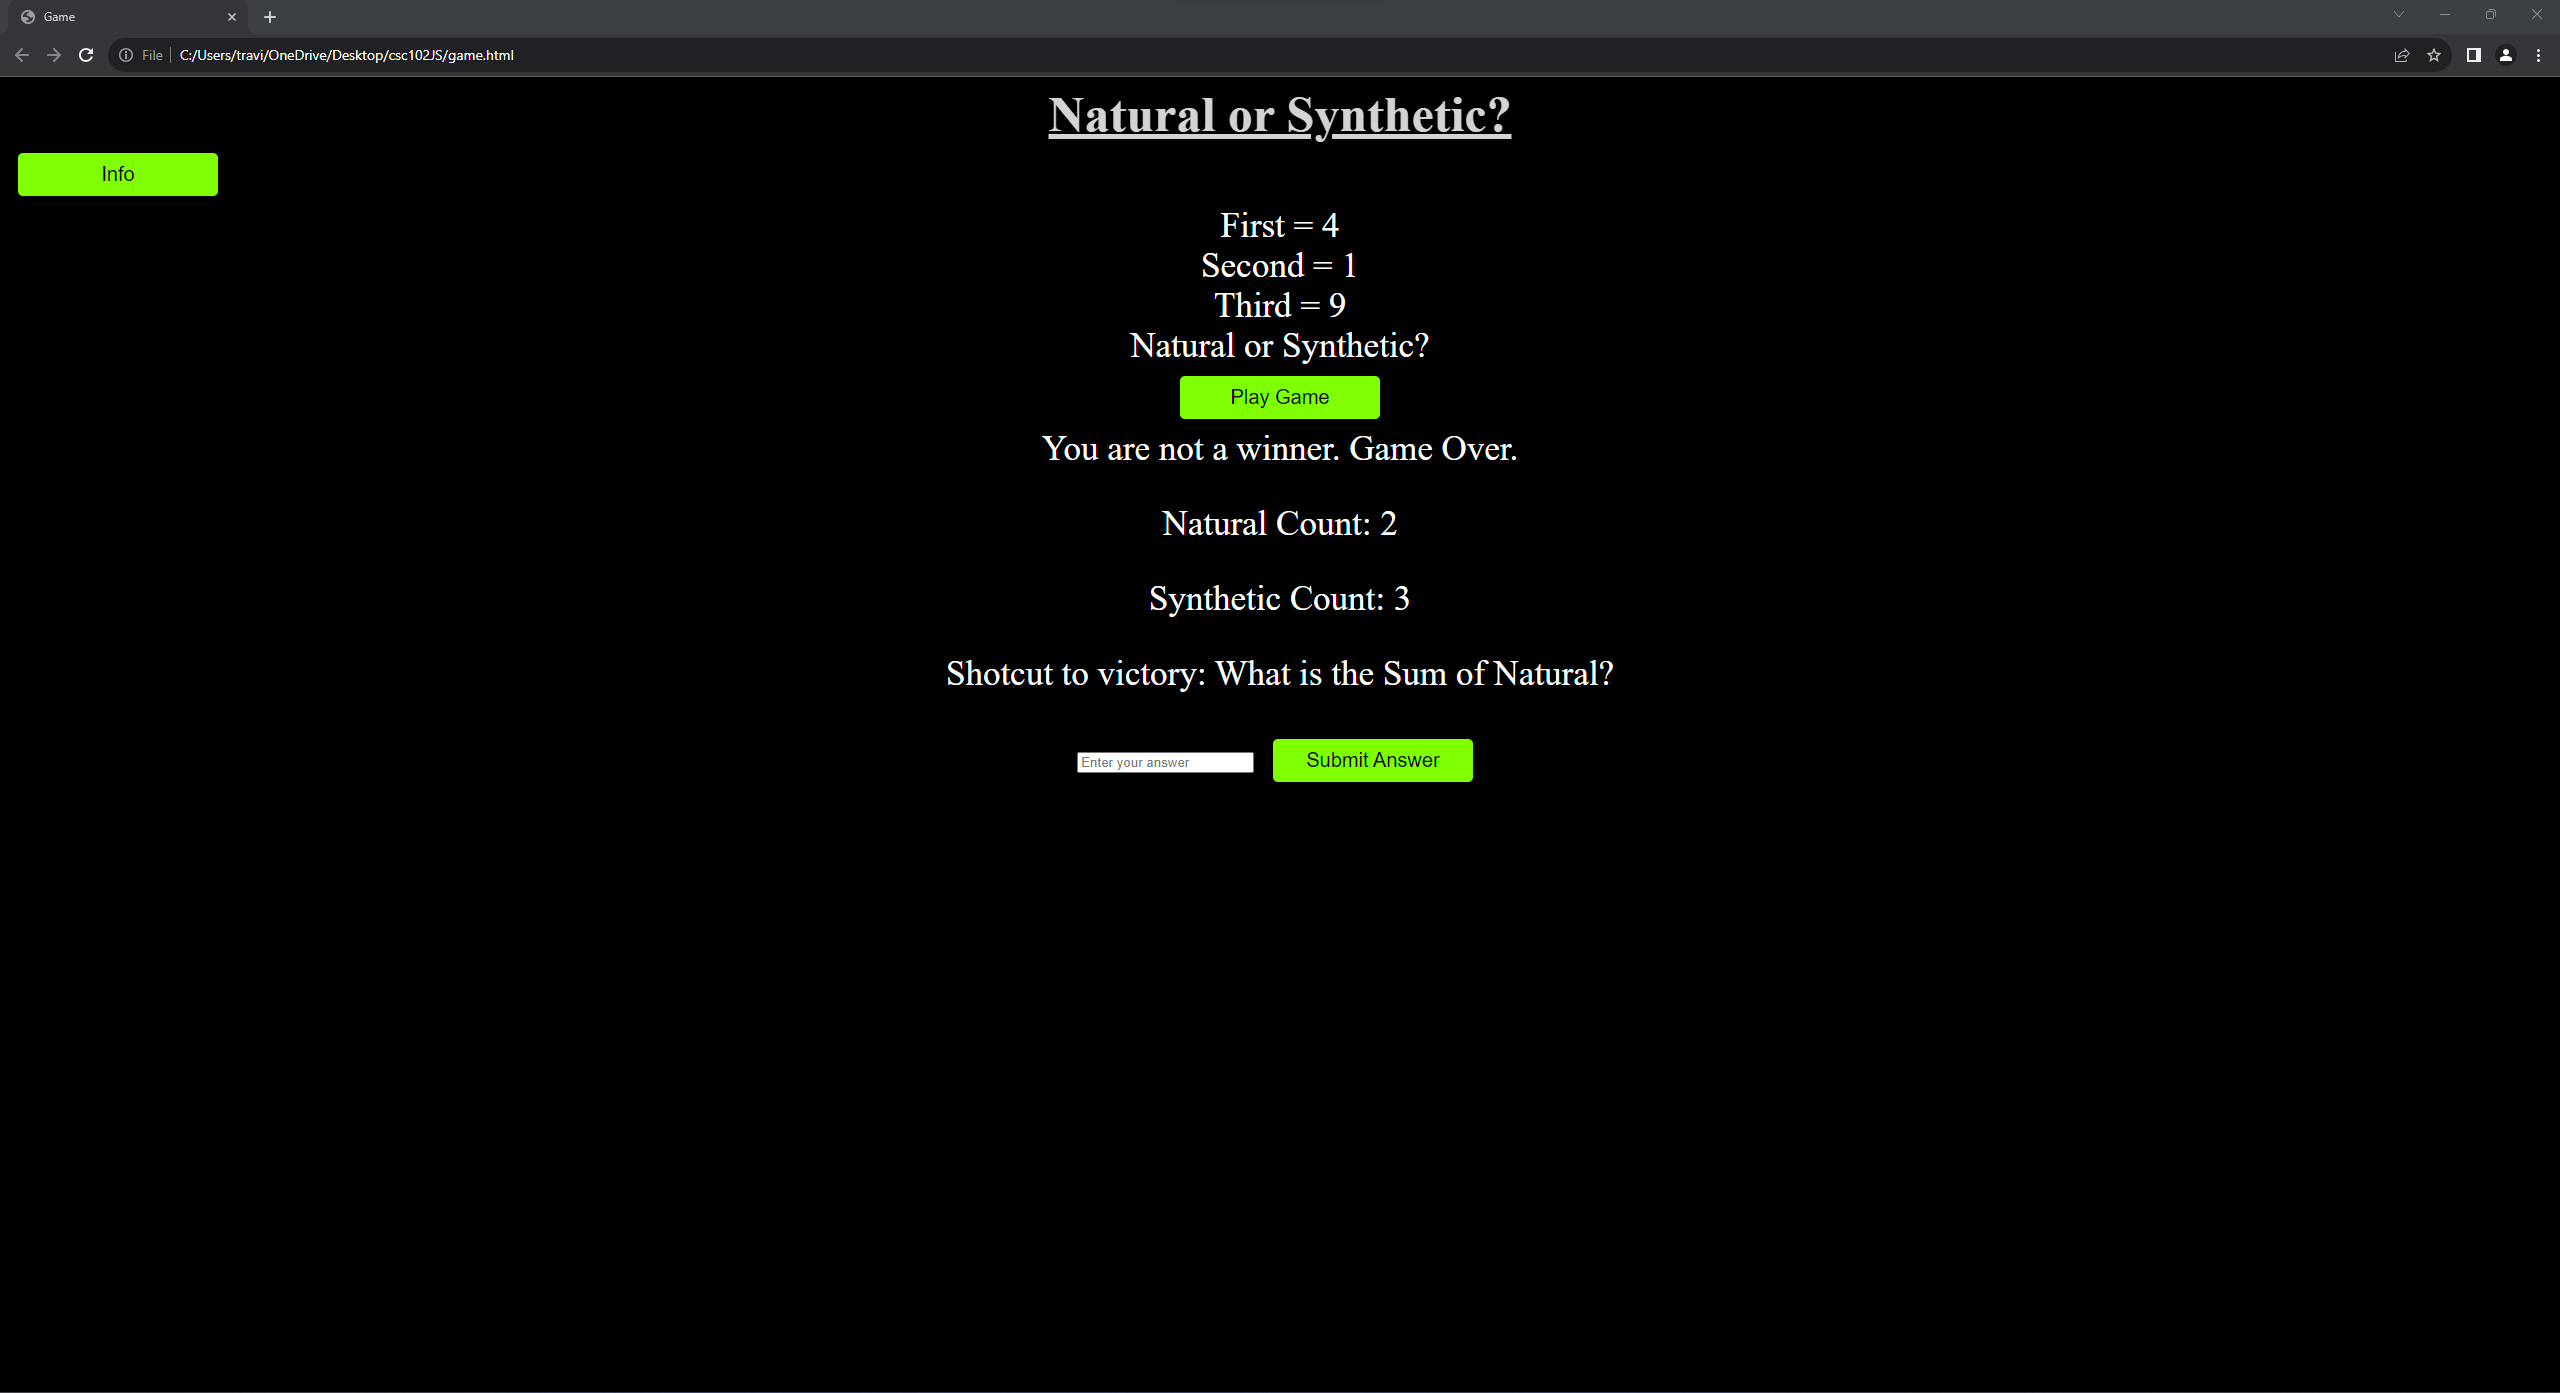 Game
File
C:/Users/travi/OneDrive/Desktop/csc102JS/game.html
Natural or Synthetic?
Info
First = 4
Second = 1
Third = 9
Natural or Synthetic?
Play Game
You are not a winner. Game Over.
Natural Count: 2
Synthetic Count: 3
Shotcut to victory: What is the Sum of Natural?
Enter your answer
Submit Answer